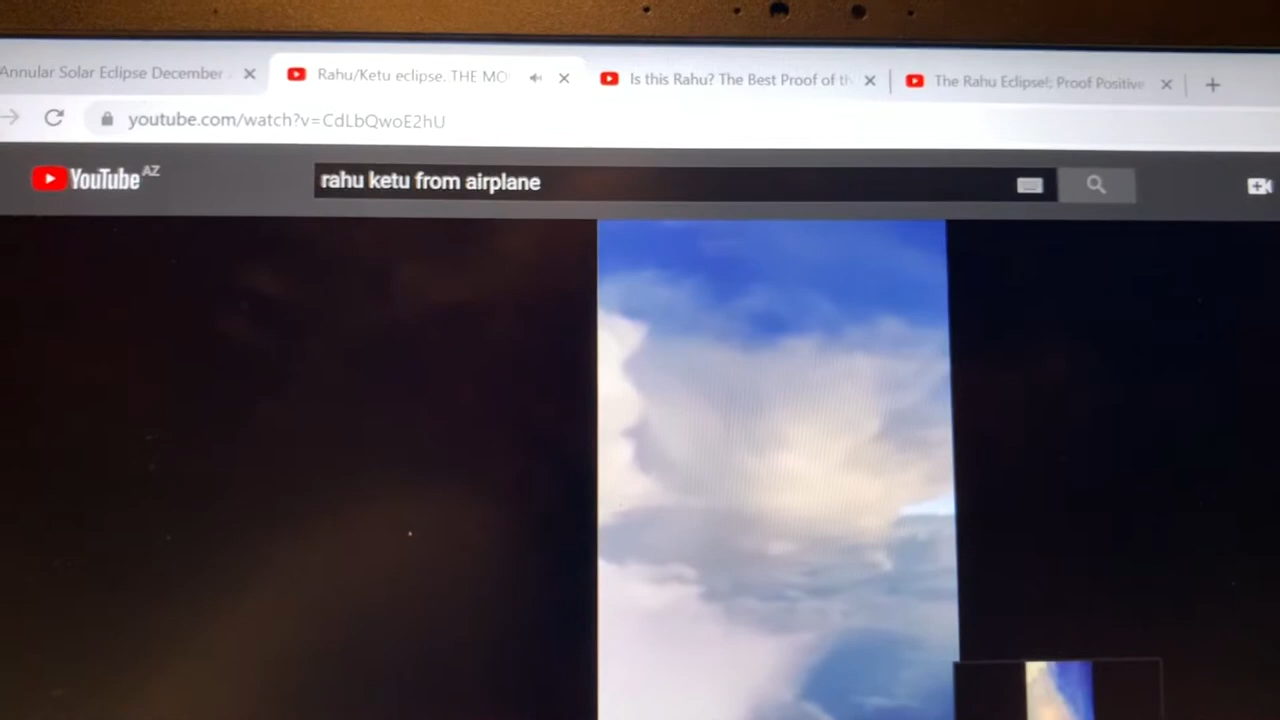 Annular Solar Eclipse December
Rahu/Ketu eclipse. THE MO
Is this Rahu? The Best Proof of th
The Rahu Eclipse!; Proof Positive
youtube.com/watch?v=CdLbQwoE2hU
YouTube AZ
rahu ketu from airplane